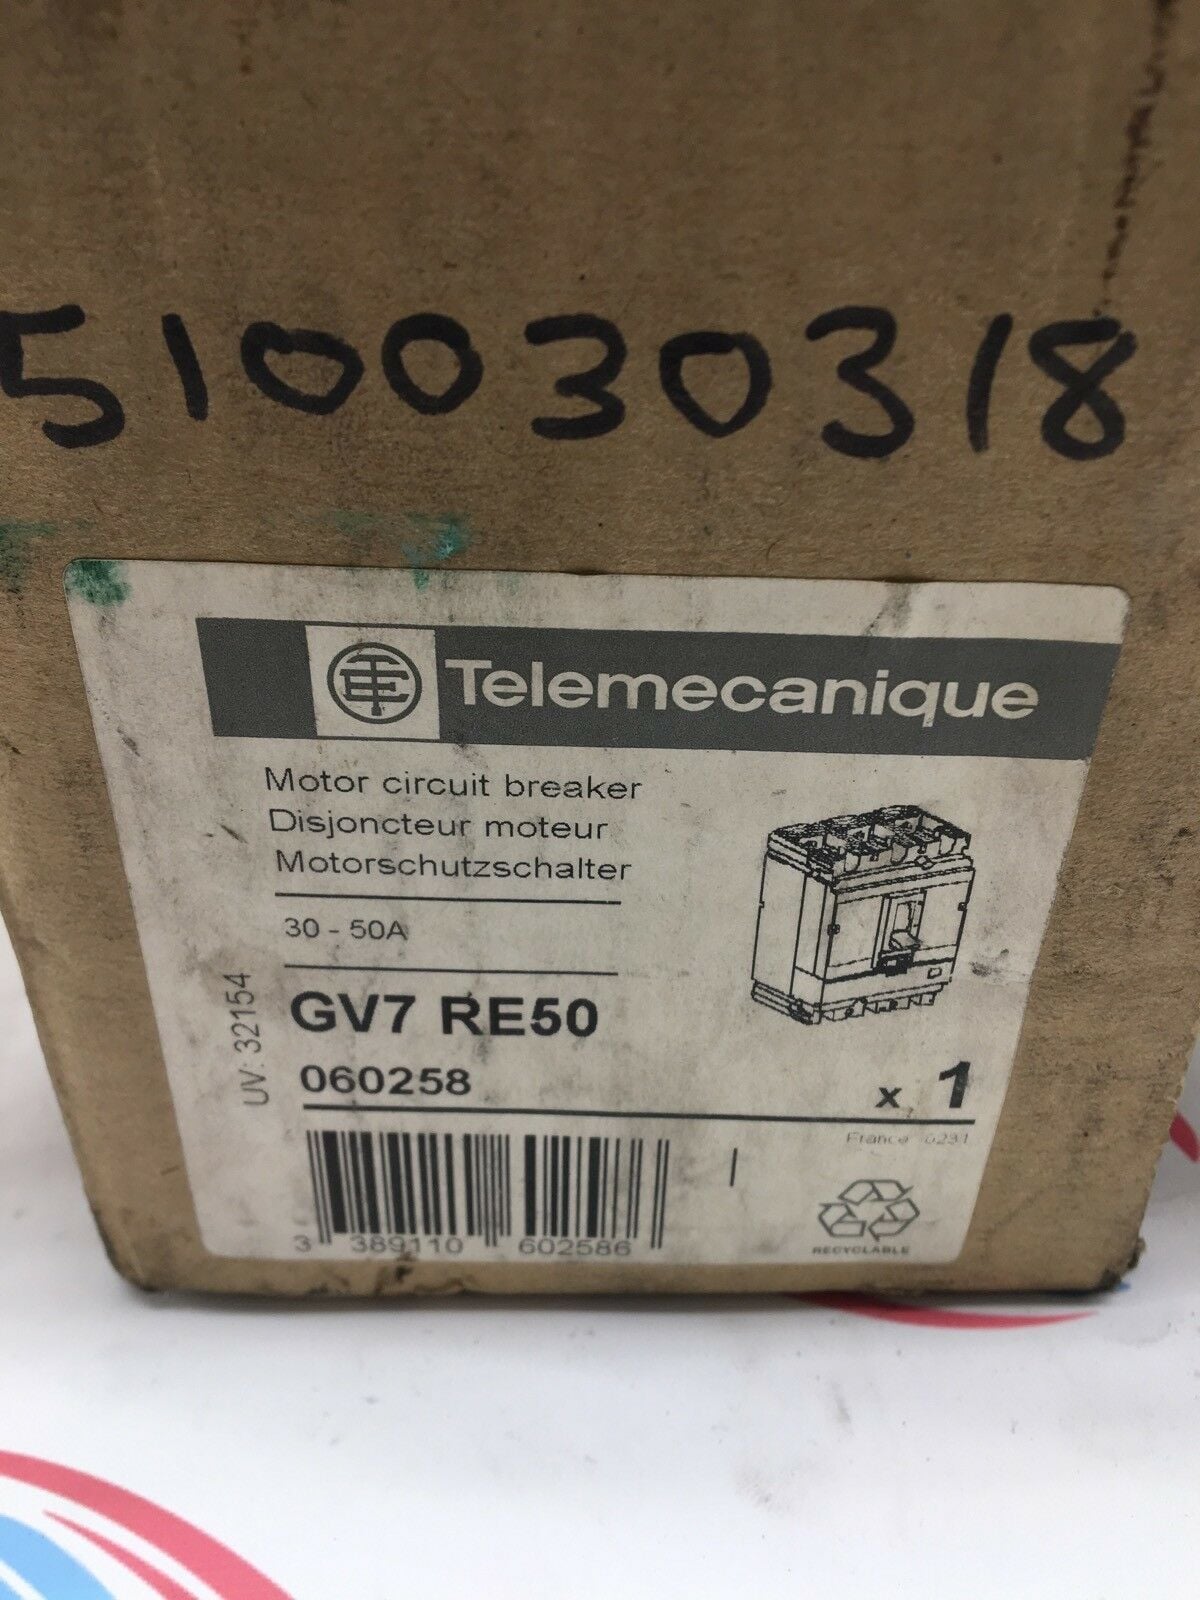 510030318
Telemecanique
Motor circuit breaker
Disjoncteur moteur
Motorschutzschalter
30 - 50A
UV: 32154
GV7 RE50
060258
x 1
France
3 389110 602586
RECYCLABLE